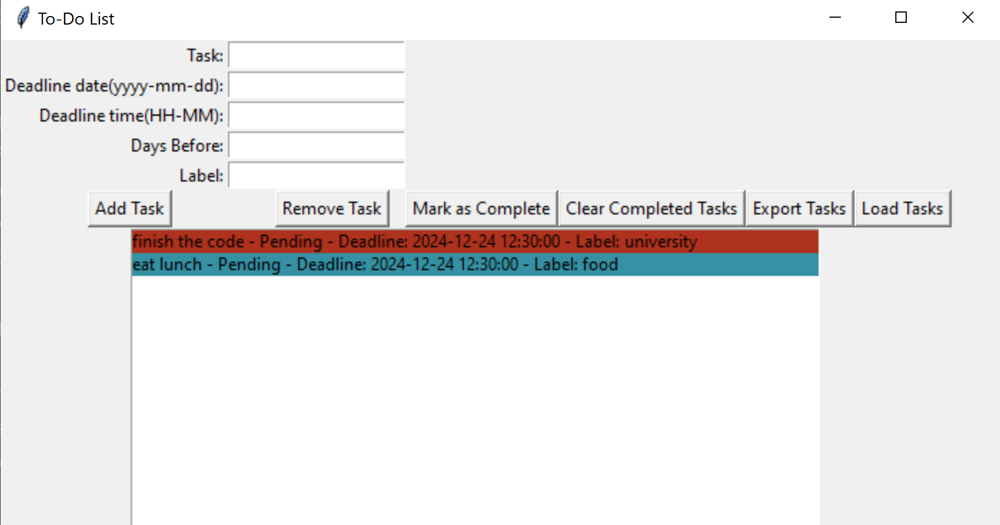 To-Do List
Task:
Deadline date(yyyy-mm-dd):
Deadline time(HH-MM):
Days Before:
Label:
Add Task Remove Task Mark as Complete Clear Completed Tasks Export Tasks Load Tasks
finish the code - Pending - Deadline: 2024-12-24 12:30:00 - Label: university
eat lunch - Pending - Deadline: 2024-12-24 12:30:00 - Label: food